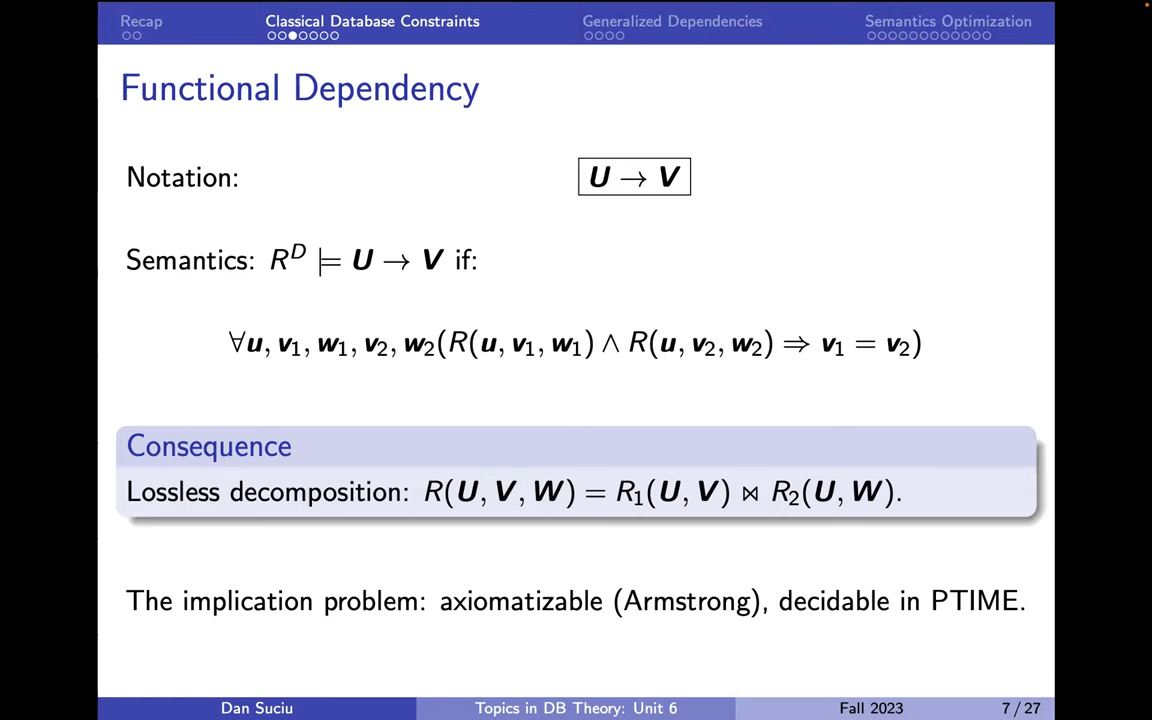 Recap Classical Database Constraints Generalized Dependencies Semantics Optimization
Functional Dependency
Notation: U → V
Semantics: R^D ⊨ U → V if:
∀u, v₁, w₁, v₂, w₂(R(u, v₁, w₁) ∧ R(u, v₂, w₂) ⇒ v₁ = v₂)
Consequence
Lossless decomposition: R(U, V, W) = R₁(U, V) ⋈ R₂(U, W).
The implication problem: axiomatizable (Armstrong), decidable in PTIME.
Dan Suciu Topics in DB Theory: Unit 6 Fall 2023 7 / 27